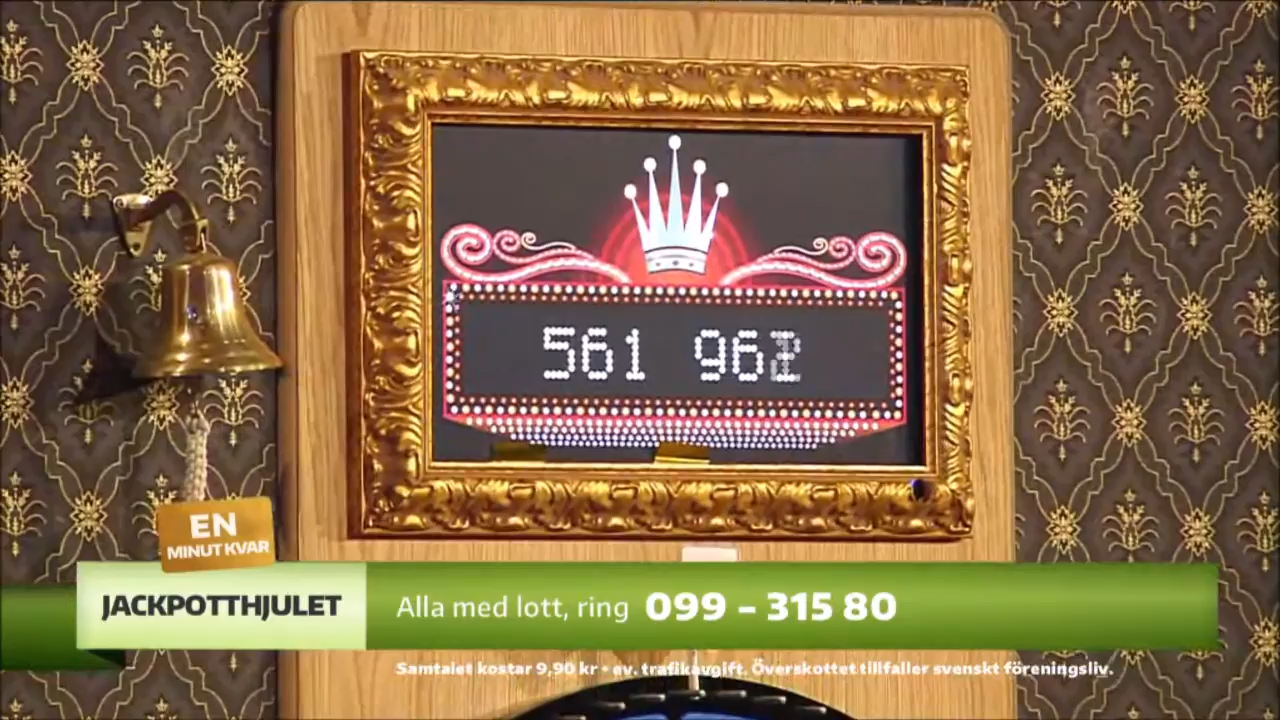 561 96
EN
MINUT KVAR
JACKPOTTHJULET
Alla med lott, ring 099 – 315 80
Samtalet kostar 9,90 kr • ev. trafikavgift. Överskottet tillfaller svenskt föreningsliv.